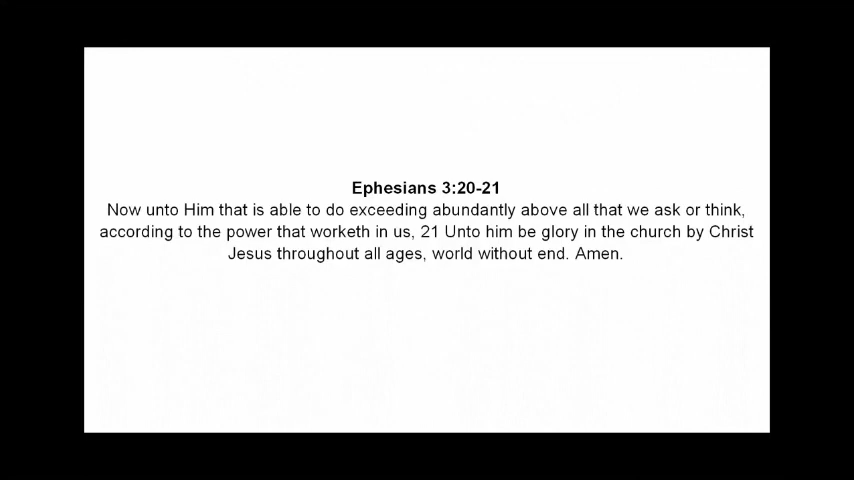 Ephesians 3:20-21
Now unto Him that is able to do exceeding abundantly above all that we ask or think,
according to the power that worketh in us, 21 Unto him be glory in the church by Christ
Jesus throughout all ages, world without end. Amen.